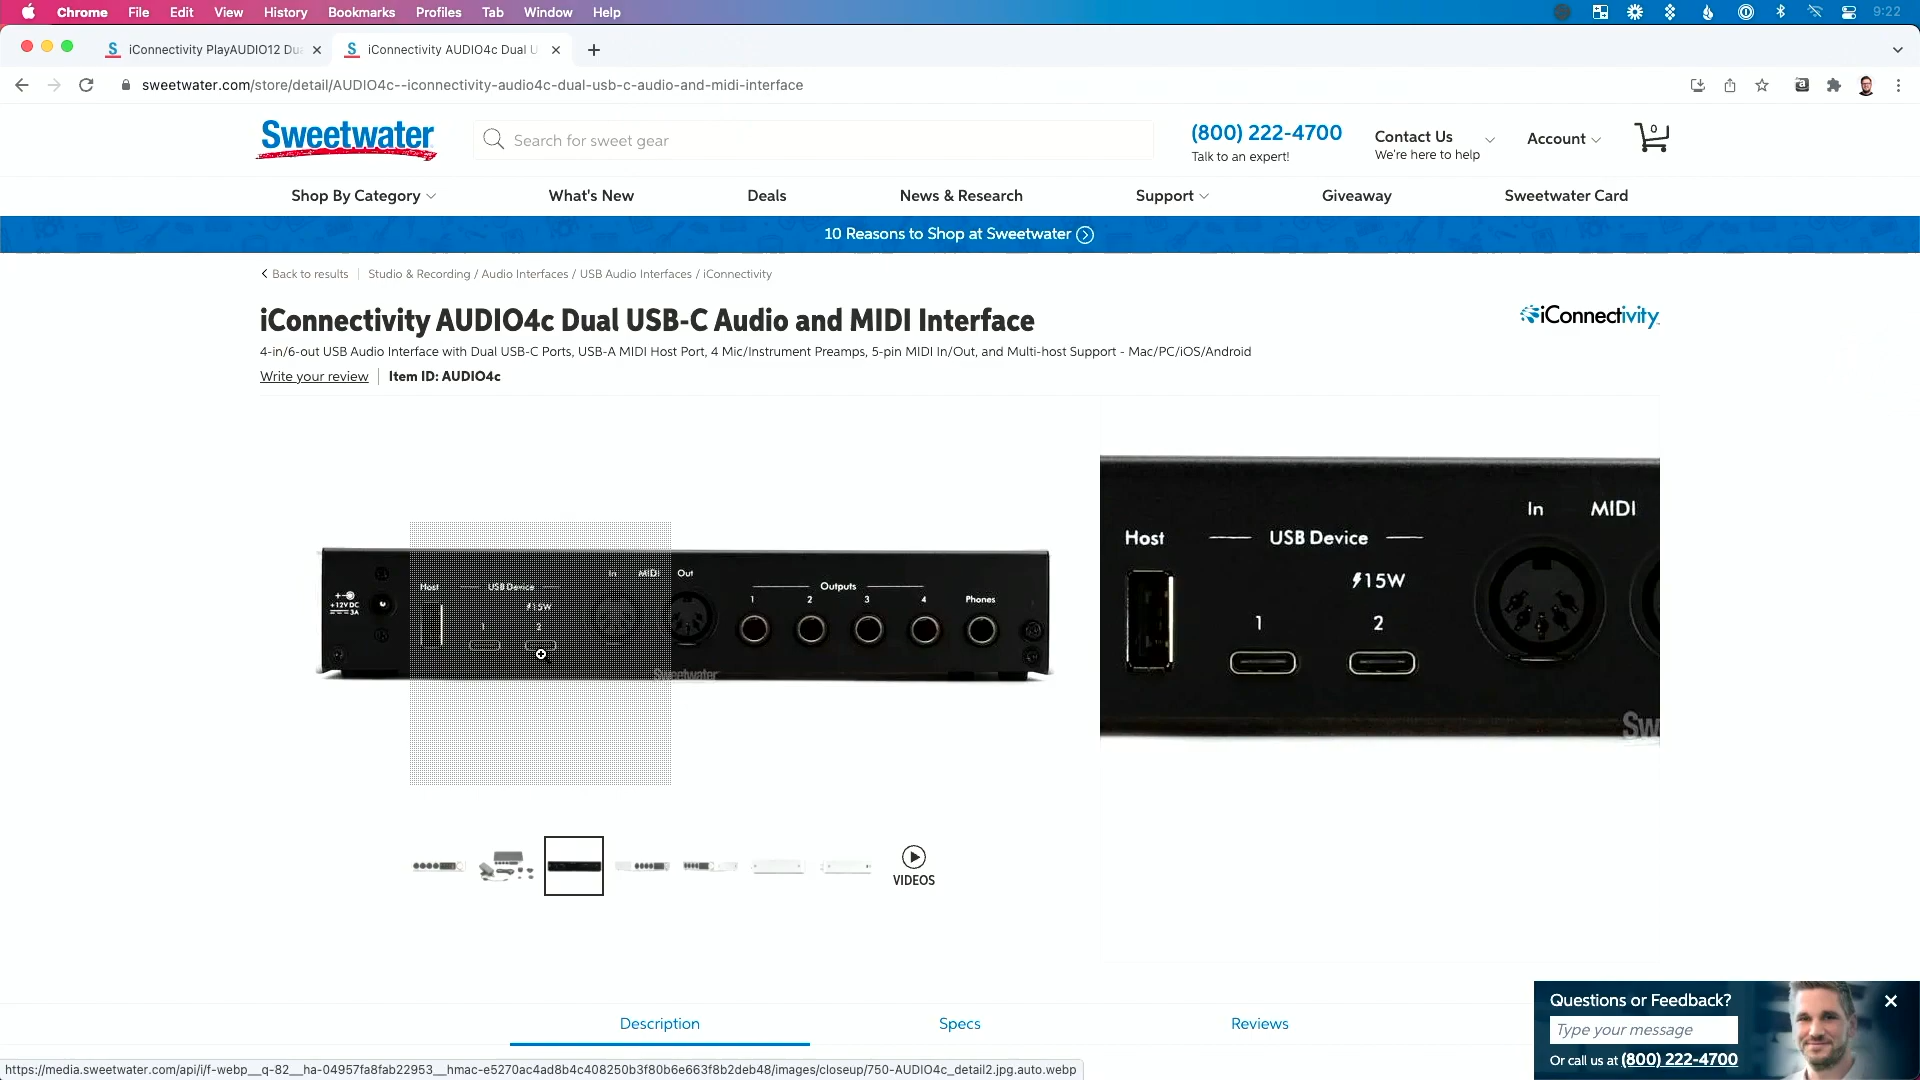 Chrome File Edit View History Bookmarks Profiles Tab Window Help 9:22
iConnectivity PlayAUDIO12 Du
iConnectivity AUDIO4c Dual U
sweetwater.com/store/detail/AUDIO4c--iconnectivity-audio4c-dual-usb-c-audio-and-midi-interface
Sweetwater
Search for sweet gear
(800) 222-4700
Talk to an expert!
Contact Us
We're here to help
Account
0
Shop By Category What's New Deals News & Research Support Giveaway Sweetwater Card
10 Reasons to Shop at Sweetwater
Back to results Studio & Recording / Audio Interfaces / USB Audio Interfaces / iConnectivity
iConnectivity AUDIO4c Dual USB-C Audio and MIDI Interface
iConnectivity
4-in/6-out USB Audio Interface with Dual USB-C Ports, USB-A MIDI Host Port, 4 Mic/Instrument Preamps, 5-pin MIDI In/Out, and Multi-host Support - Mac/PC/iOS/Android
Write your review Item ID: AUDIO4c
+12V DC
3A
Host USB Device
15W
1 2
In MIDI Out
Outputs
1 2 3 4 Phones
Sweetwater
In MIDI
Host USB Device
15W
1 2
Sw
VIDEOS
Description Specs Reviews
Questions or Feedback?
Type your message
Or call us at (800) 222-4700
https://media.sweetwater.com/api/i/f-webp__q-82__ha-04957fa8fab22953__hmac-e5270ac4ad8b4c408250b3f80b6e663f8b2deb48/images/closeup/750-AUDIO4c_detail2.jpg.auto.webp